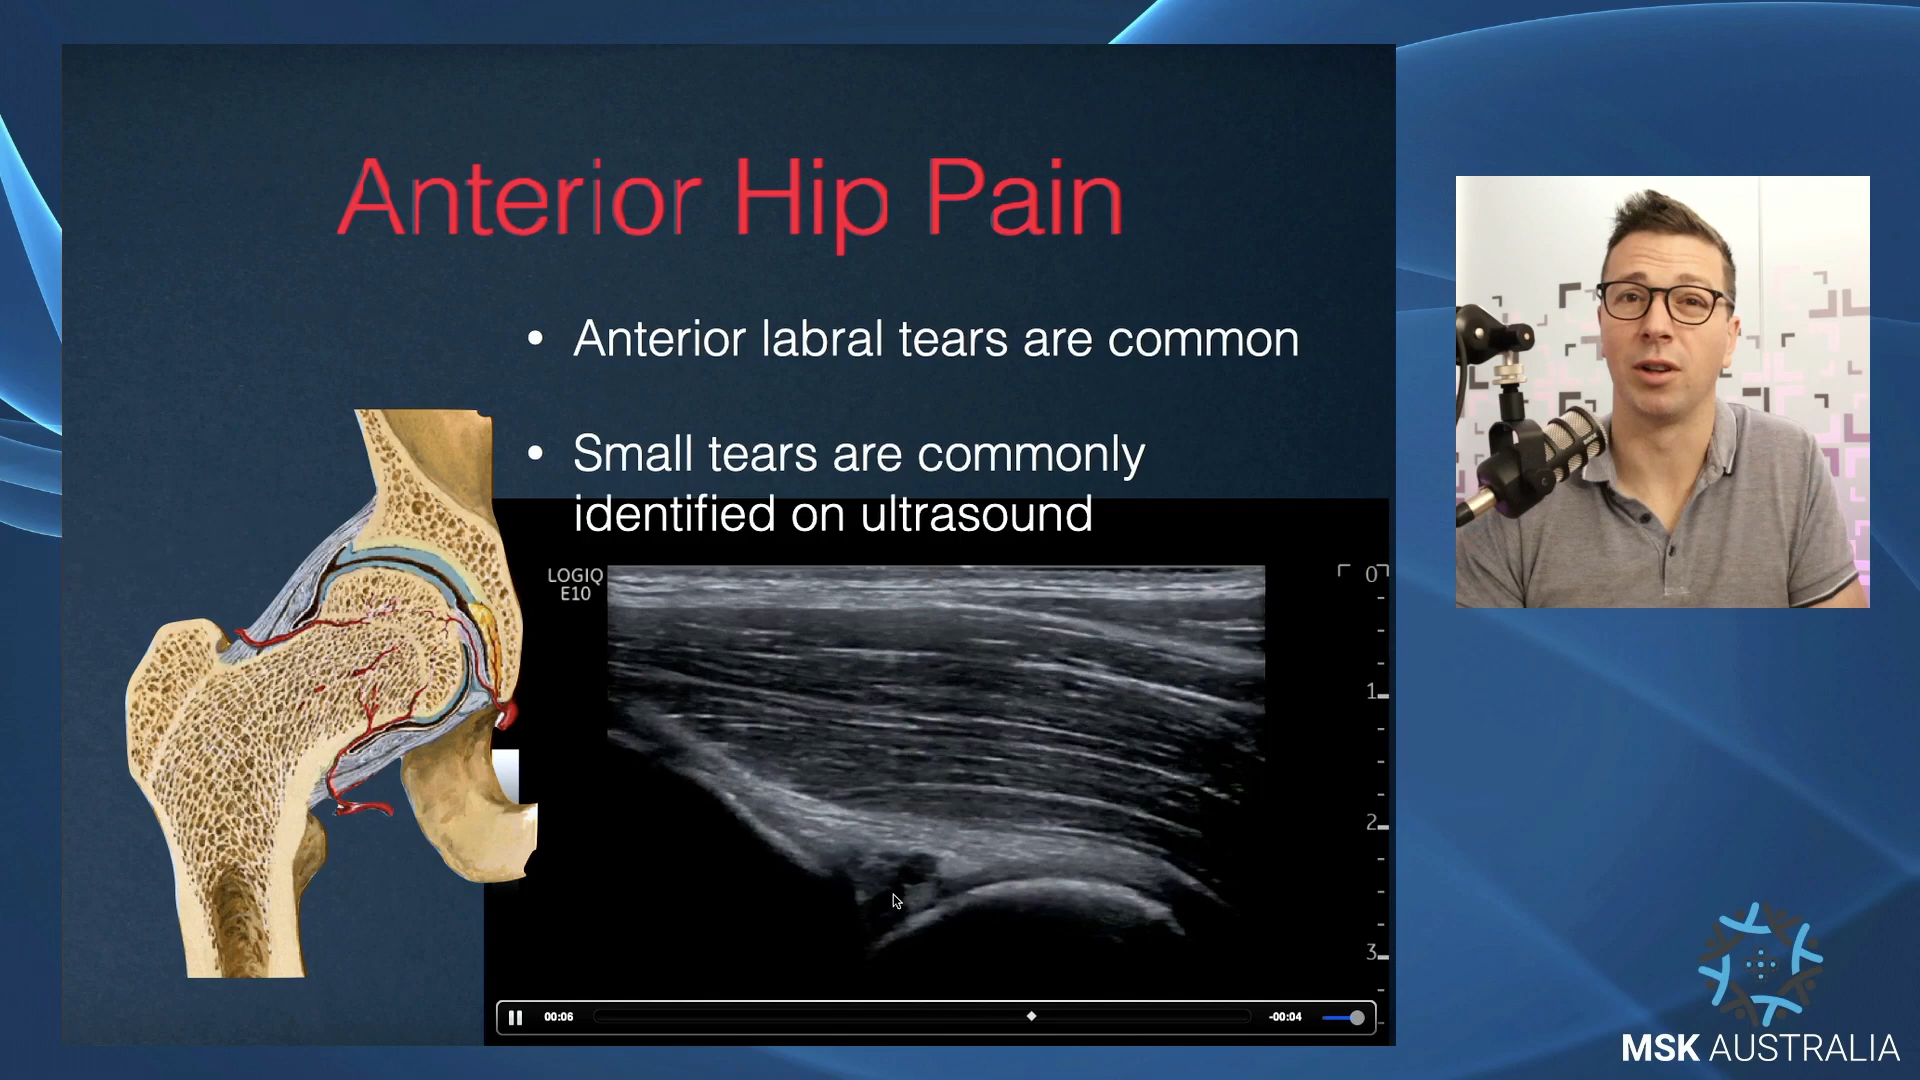 Anterior Hip Pain
• Anterior labral tears are common
• Small tears are commonly
identified on ultrasound
LOGIQ
E10
0
1
2
3
00:06
-00:04
MSK AUSTRALIA